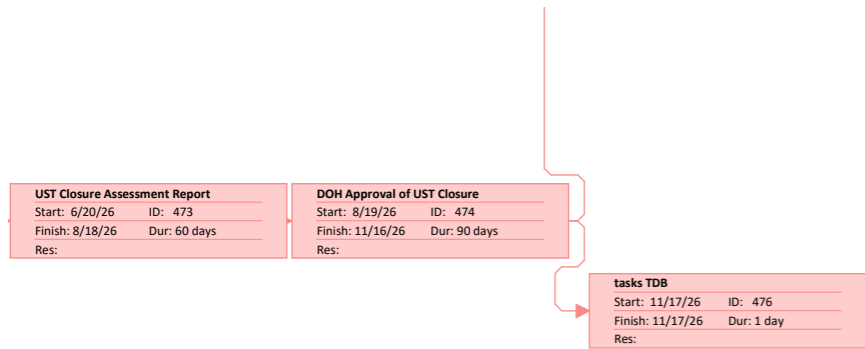 UST Closure Assessment Report
Start: 6/20/26 ID: 473
Finish: 8/18/26 Dur: 60 days
Res:
DOH Approval of UST Closure
Start: 8/19/26 ID: 474
Finish: 11/16/26 Dur: 90 days
Res:
tasks TDB
Start: 11/17/26 ID: 476
Finish: 11/17/26 Dur: 1 day
Res: